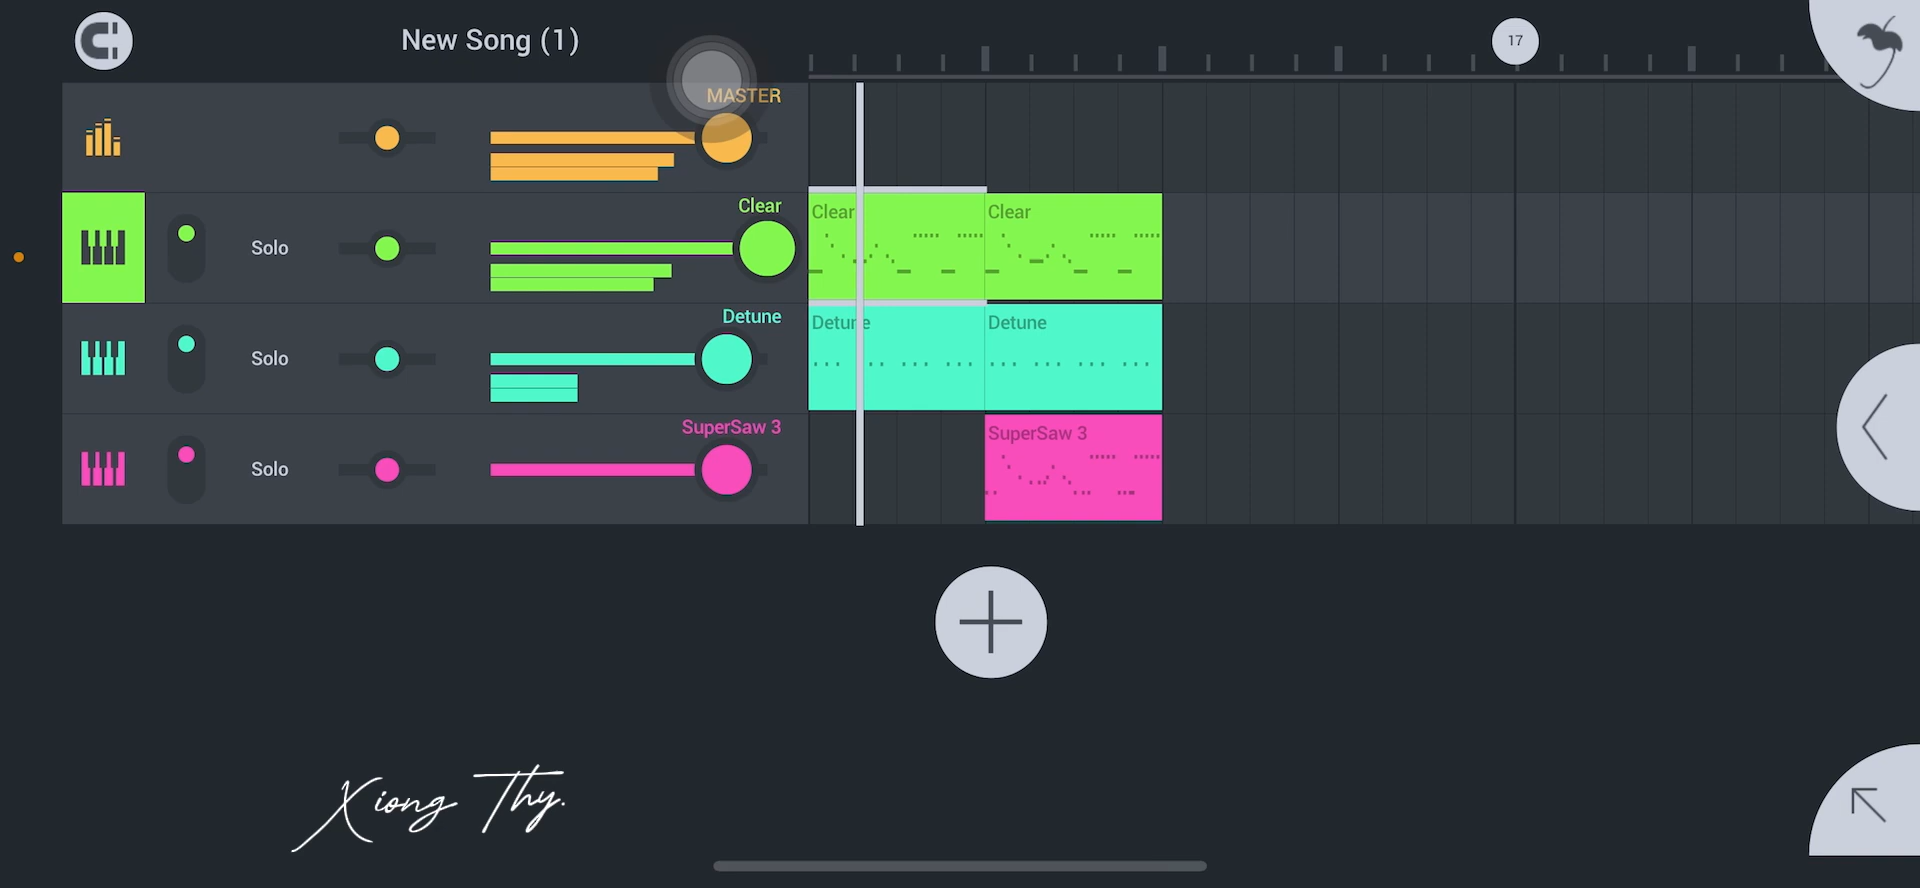 New Song (1)
17
MASTER
Solo
Clear
Clear
Clear
Solo
Detune
Detune
Detune
Solo
SuperSaw 3
SuperSaw 3
Xiong Thy.